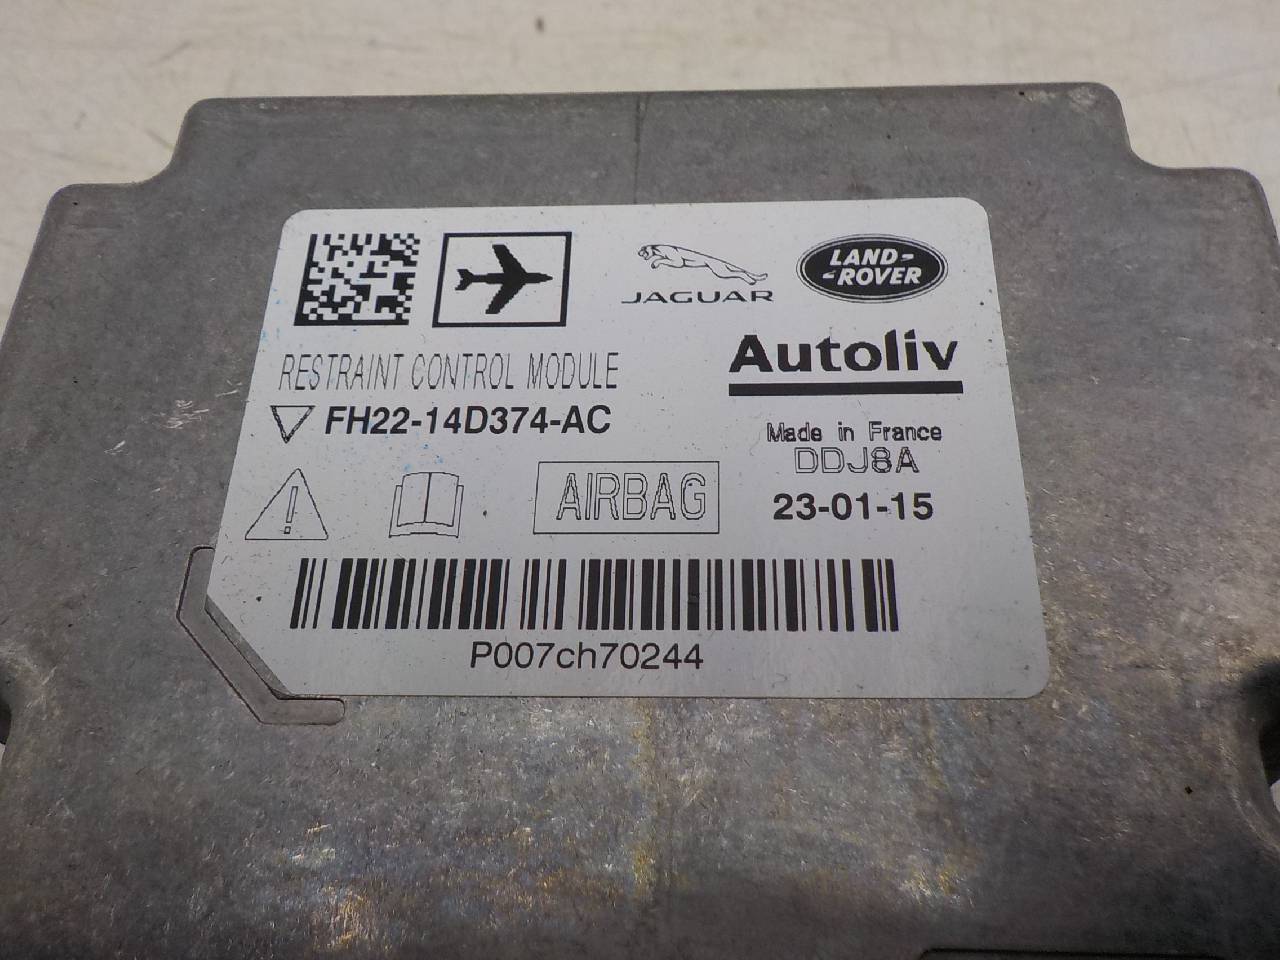 JAGUAR
LAND-
-ROVER
RESTRAINT CONTROL MODULE
Autoliv
FH22-14D374-AC
Made in France
DDJ8A
AIRBAG
23-01-15
P007ch70244